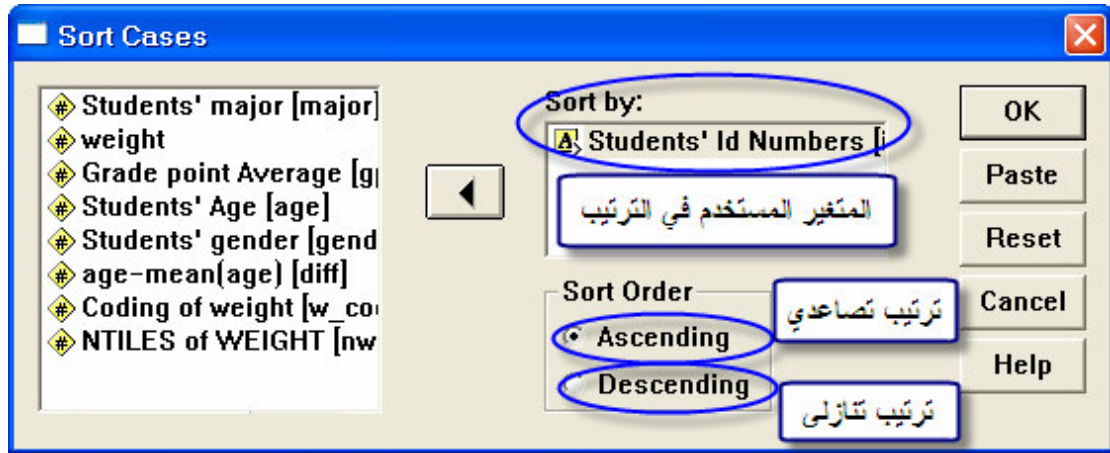 Sort Cases
Students' major [major]
weight
Grade point Average [g
Students' Age [age]
Students' gender [gend
age-mean(age) [diff]
Coding of weight [w_co
NTILES of WEIGHT [nw
Sort by:
Students' Id Numbers [i
المتغير المستخدم في الترتيب
Sort Order
Ascending
ترتيب تصاعدي
Descending
ترتيب تنازلى
OK
Paste
Reset
Cancel
Help